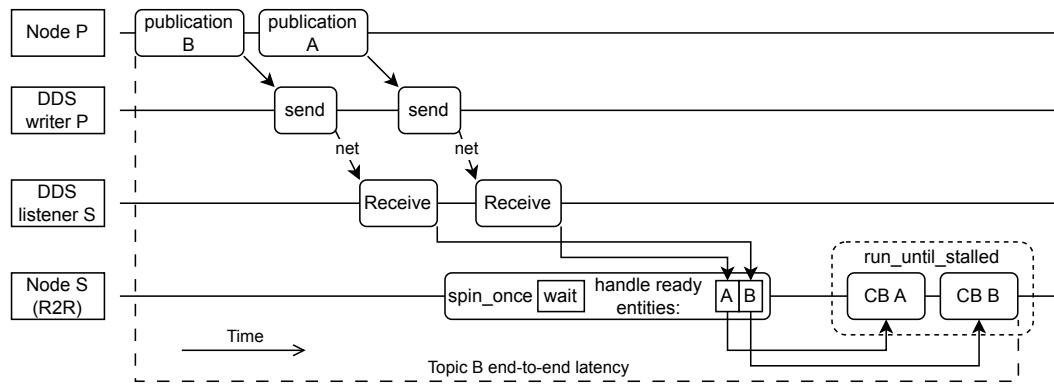 Node P
publication
B
publication
A
DDS
writer P
send
send
net
net
DDS
listener S
Receive
Receive
run_until_stalled
Node S
(R2R)
spin_once
wait
handle ready
entities:
A
B
CB A
CB B
Time
Topic B end-to-end latency